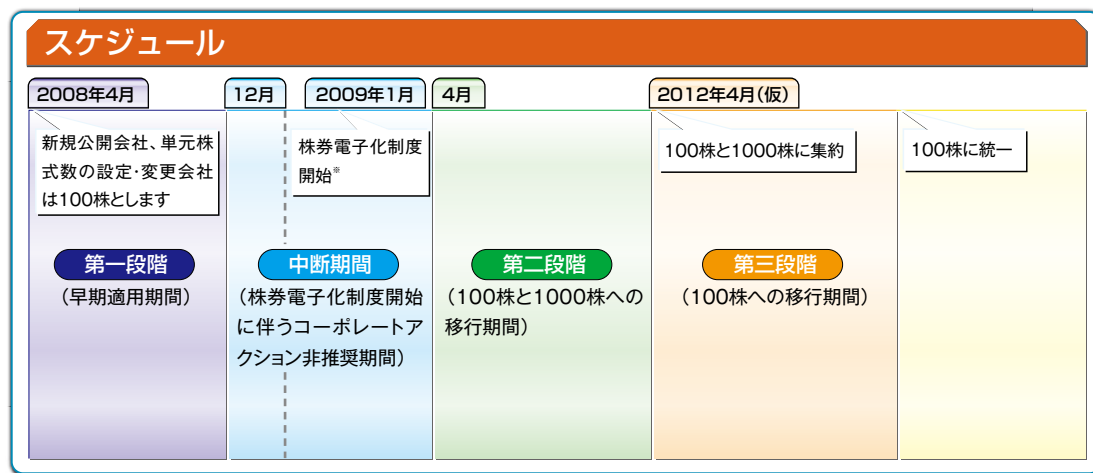 スケジュール
2008年4月
12月
2009年1月
4月
2012年4月(仮)
新規公開会社、単元株
式数の設定・変更会社
は100株とします
株券電子化制度
開始※
100株と1000株に集約
100株に統一
第一段階
(早期適用期間)
中断期間
(株券電子化制度開始
に伴うコーポレートア
クション非推奨期間)
第二段階
(100株と1000株への
移行期間)
第三段階
(100株への移行期間)